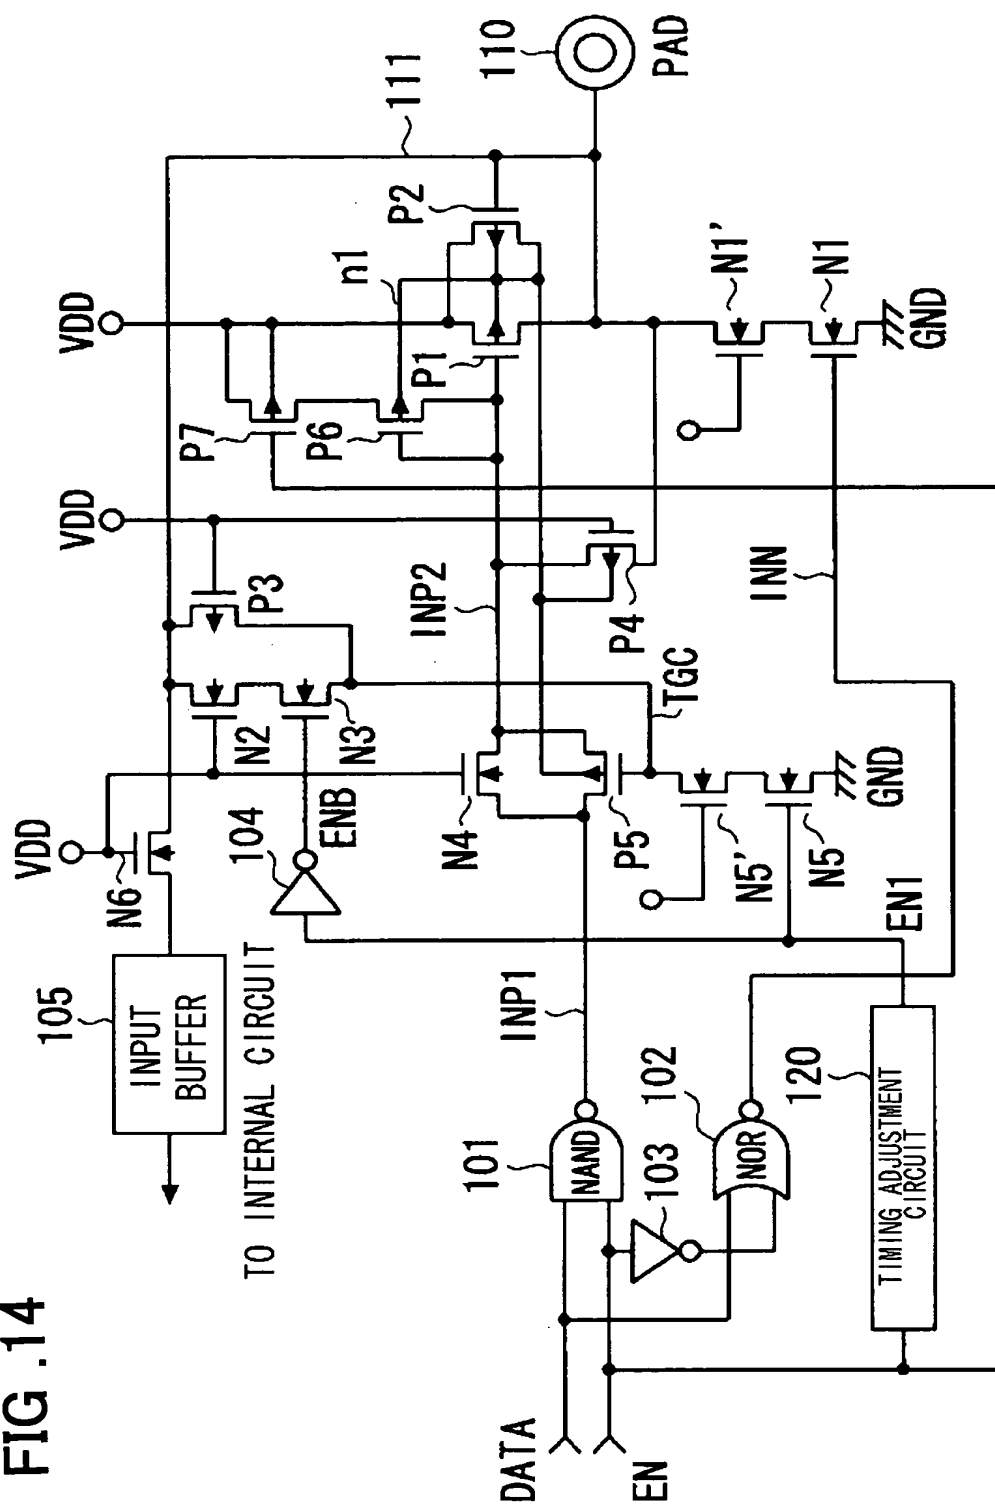 FIG.14
105
INPUT
BUFFER
TO INTERNAL CIRCUIT
VDD
N6
104
ENB
N2
N3
P3
VDD
VDD
P7
P6
n1
P1
P2
111
110
PAD
INP2
P4
TGC
N4
P5
N5'
N5
GND
EN1
INN
N1'
N1
GND
INP1
101
NAND
102
NOR
103
120
TIMING ADJUSTMENT
CIRCUIT
DATA
EN